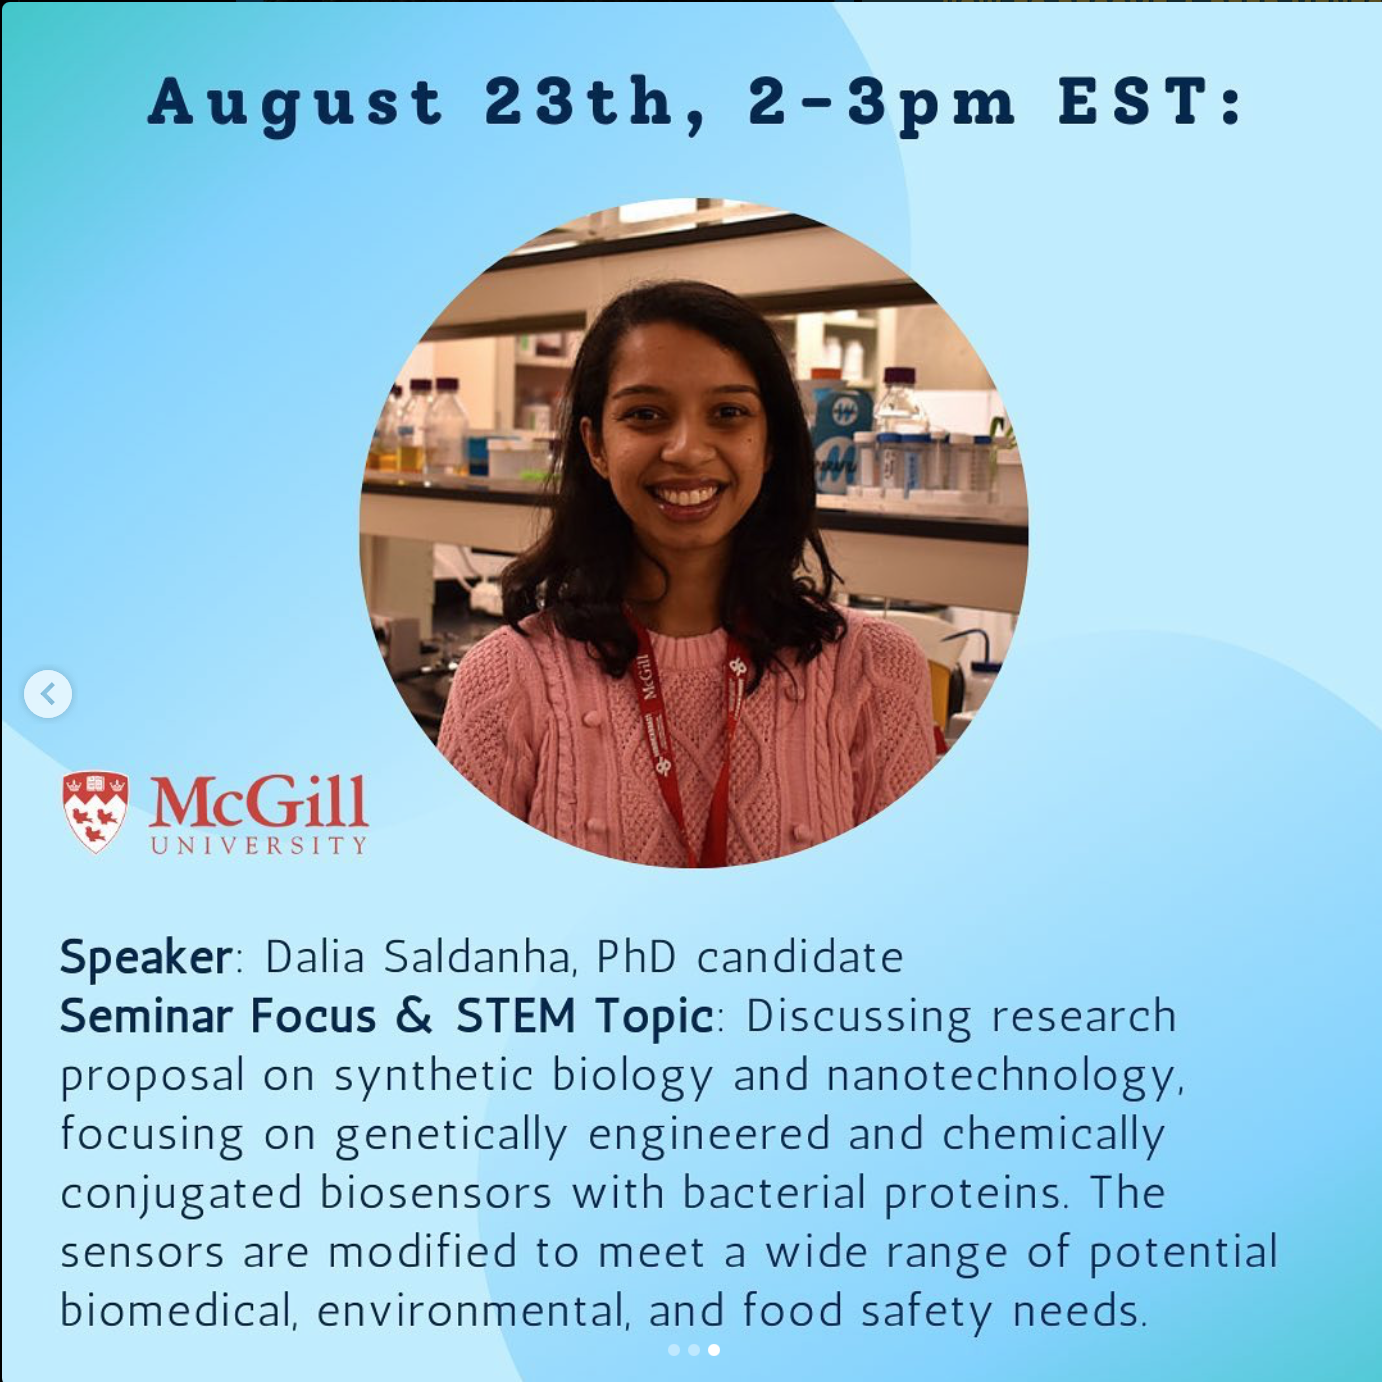 August 23th, 2-3pm EST:
McGill
McGill
UNIVERSITY
Speaker: Dalia Saldanha, PhD candidate
Seminar Focus & STEM Topic: Discussing research
proposal on synthetic biology and nanotechnology,
focusing on genetically engineered and chemically
conjugated biosensors with bacterial proteins. The
sensors are modified to meet a wide range of potential
biomedical, environmental, and food safety needs.